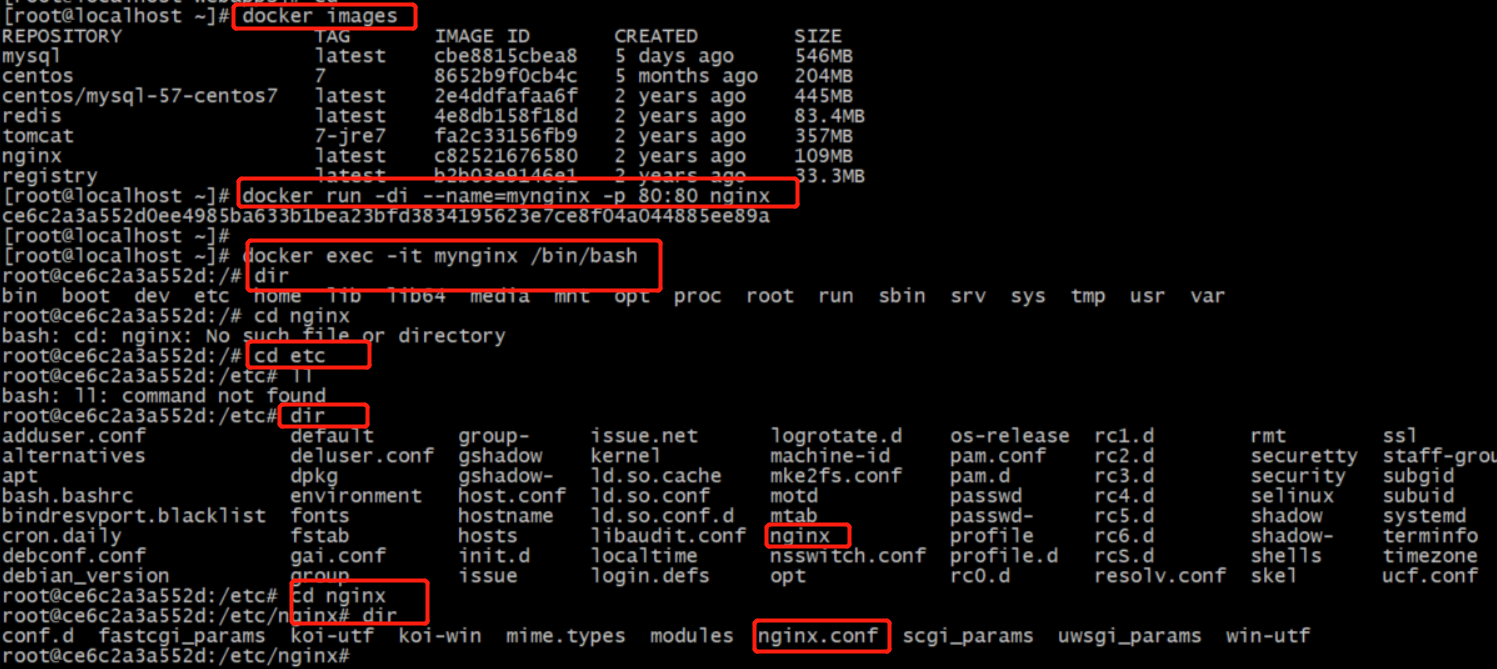 [root@localhost ~]# docker images
REPOSITORY TAG IMAGE ID CREATED SIZE
mysql latest cbe8815cbea8 5 days ago 546MB
centos 7 8652b9f0cb4c 5 months ago 204MB
centos/mysql-57-centos7 latest 2e4ddfafaa6f 2 years ago 445MB
redis latest 4e8db158f18d 2 years ago 83.4MB
tomcat 7-jre7 fa2c33156fb9 2 years ago 357MB
nginx latest c82521676580 2 years ago 109MB
registry latest b2b03e9146e1 2 years ago 33.3MB
[root@localhost ~]# docker run -di --name=mynginx -p 80:80 nginx
ce6c2a3a552d0ee4985ba633b1bea23bfd3834195623e7ce8f04a044885ee89a
[root@localhost ~]#
[root@localhost ~]# docker exec -it mynginx /bin/bash
root@ce6c2a3a552d:/# dir
bin boot dev etc home lib lib64 media mnt opt proc root run sbin srv sys tmp usr var
root@ce6c2a3a552d:/# cd nginx
bash: cd: nginx: No such file or directory
root@ce6c2a3a552d:/# cd etc
root@ce6c2a3a552d:/etc# ll
bash: ll: command not found
root@ce6c2a3a552d:/etc# dir
adduser.conf default group- issue.net logrotate.d os-release rc1.d rmt ssl
alternatives deluser.conf gshadow kernel machine-id pam.conf rc2.d securetty staff-grou
apt dpkg gshadow- ld.so.cache mke2fs.conf pam.d rc3.d security subgid
bash.bashrc environment host.conf ld.so.conf motd passwd rc4.d selinux subuid
bindresvport.blacklist fonts hostname ld.so.conf.d mtab passwd- rc5.d shadow systemd
cron.daily fstab hosts libaudit.conf nginx profile rc6.d shadow- terminfo
debconf.conf gai.conf init.d localtime nsswitch.conf profile.d rcS.d shells timezone
debian_version group issue login.defs opt rc0.d resolv.conf skel ucf.conf
root@ce6c2a3a552d:/etc# cd nginx
root@ce6c2a3a552d:/etc/nginx# dir
conf.d fastcgi_params koi-utf koi-win mime.types modules nginx.conf scgi_params uwsgi_params win-utf
root@ce6c2a3a552d:/etc/nginx#